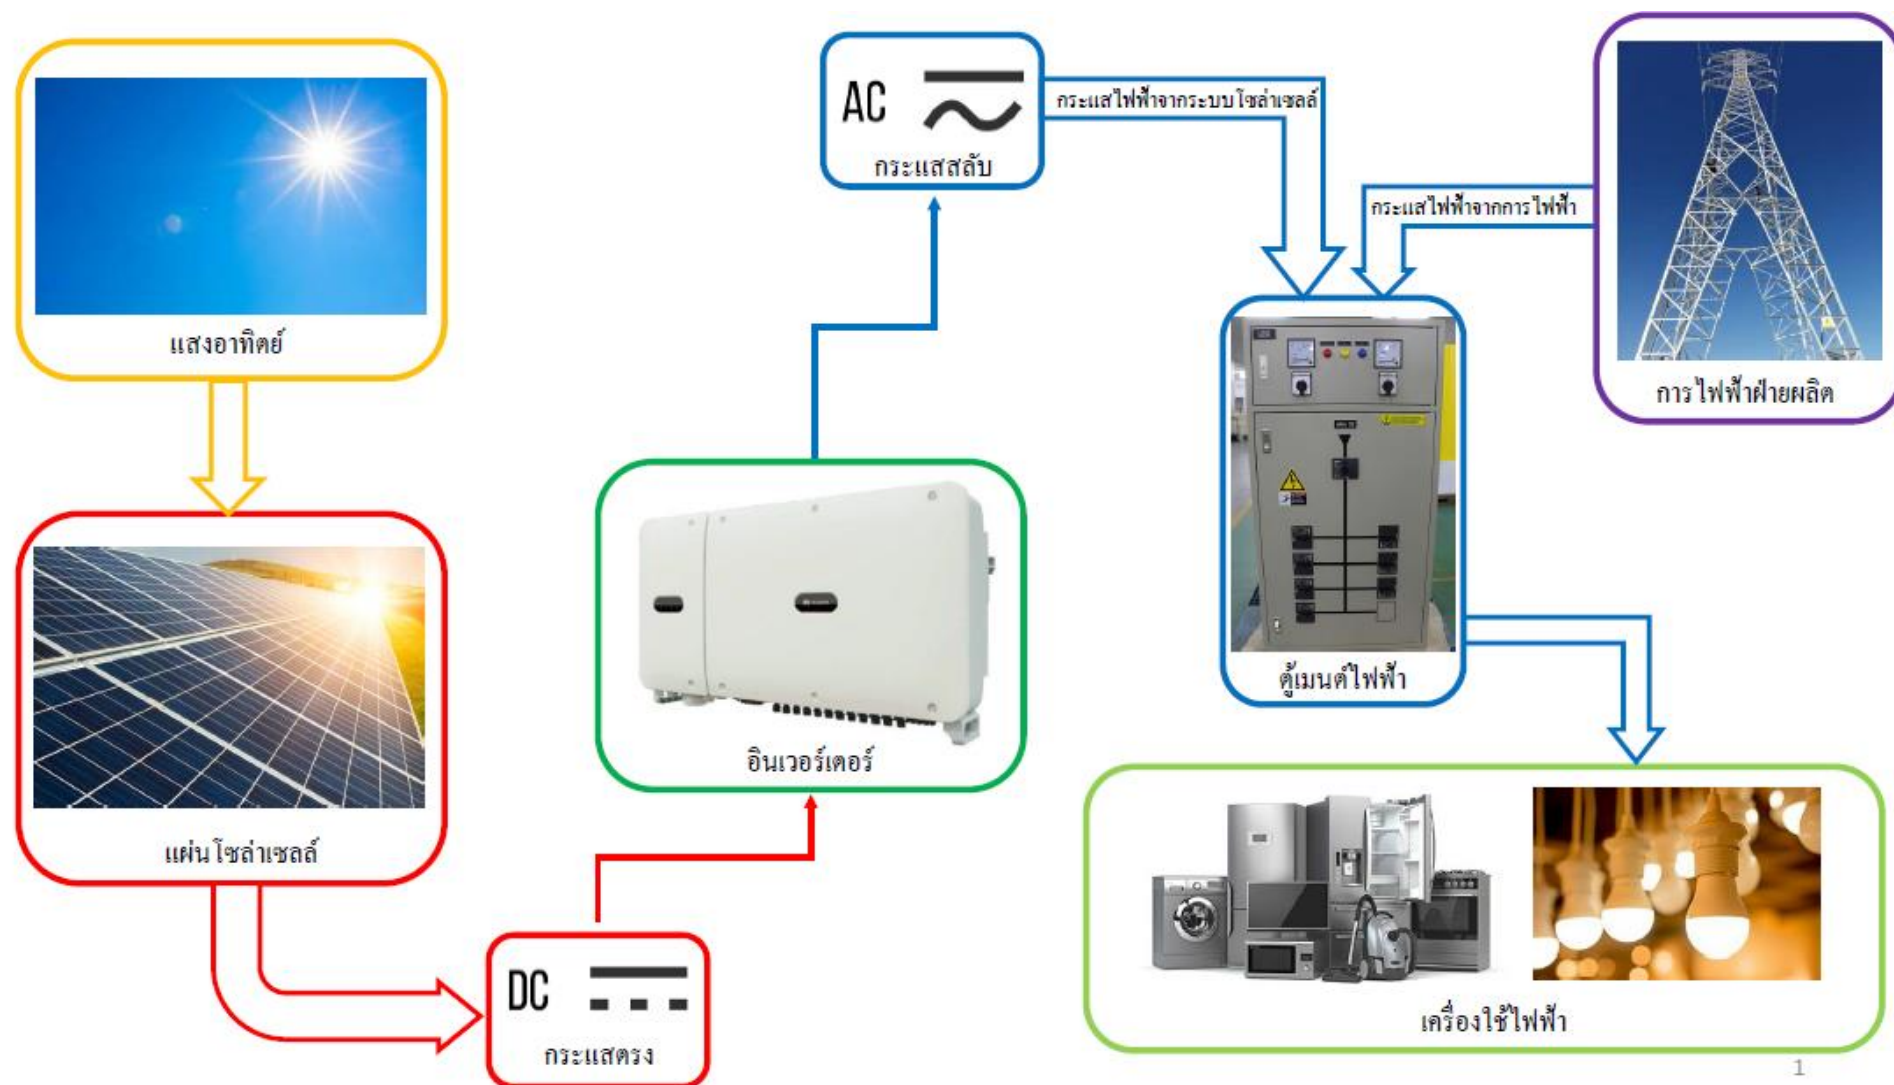 แสงอาทิตย์
แผ่นโซล่าเซลล์
DC
กระแสตรง
อินเวอร์เตอร์
AC
กระแสสลับ
กระแสไฟฟ้าจากระบบโซล่าเซลล์
กระแสไฟฟ้าจากการไฟฟ้า
การไฟฟ้าฝ่ายผลิต
ตู้เมนต์ไฟฟ้า
เครื่องใช้ไฟฟ้า
1